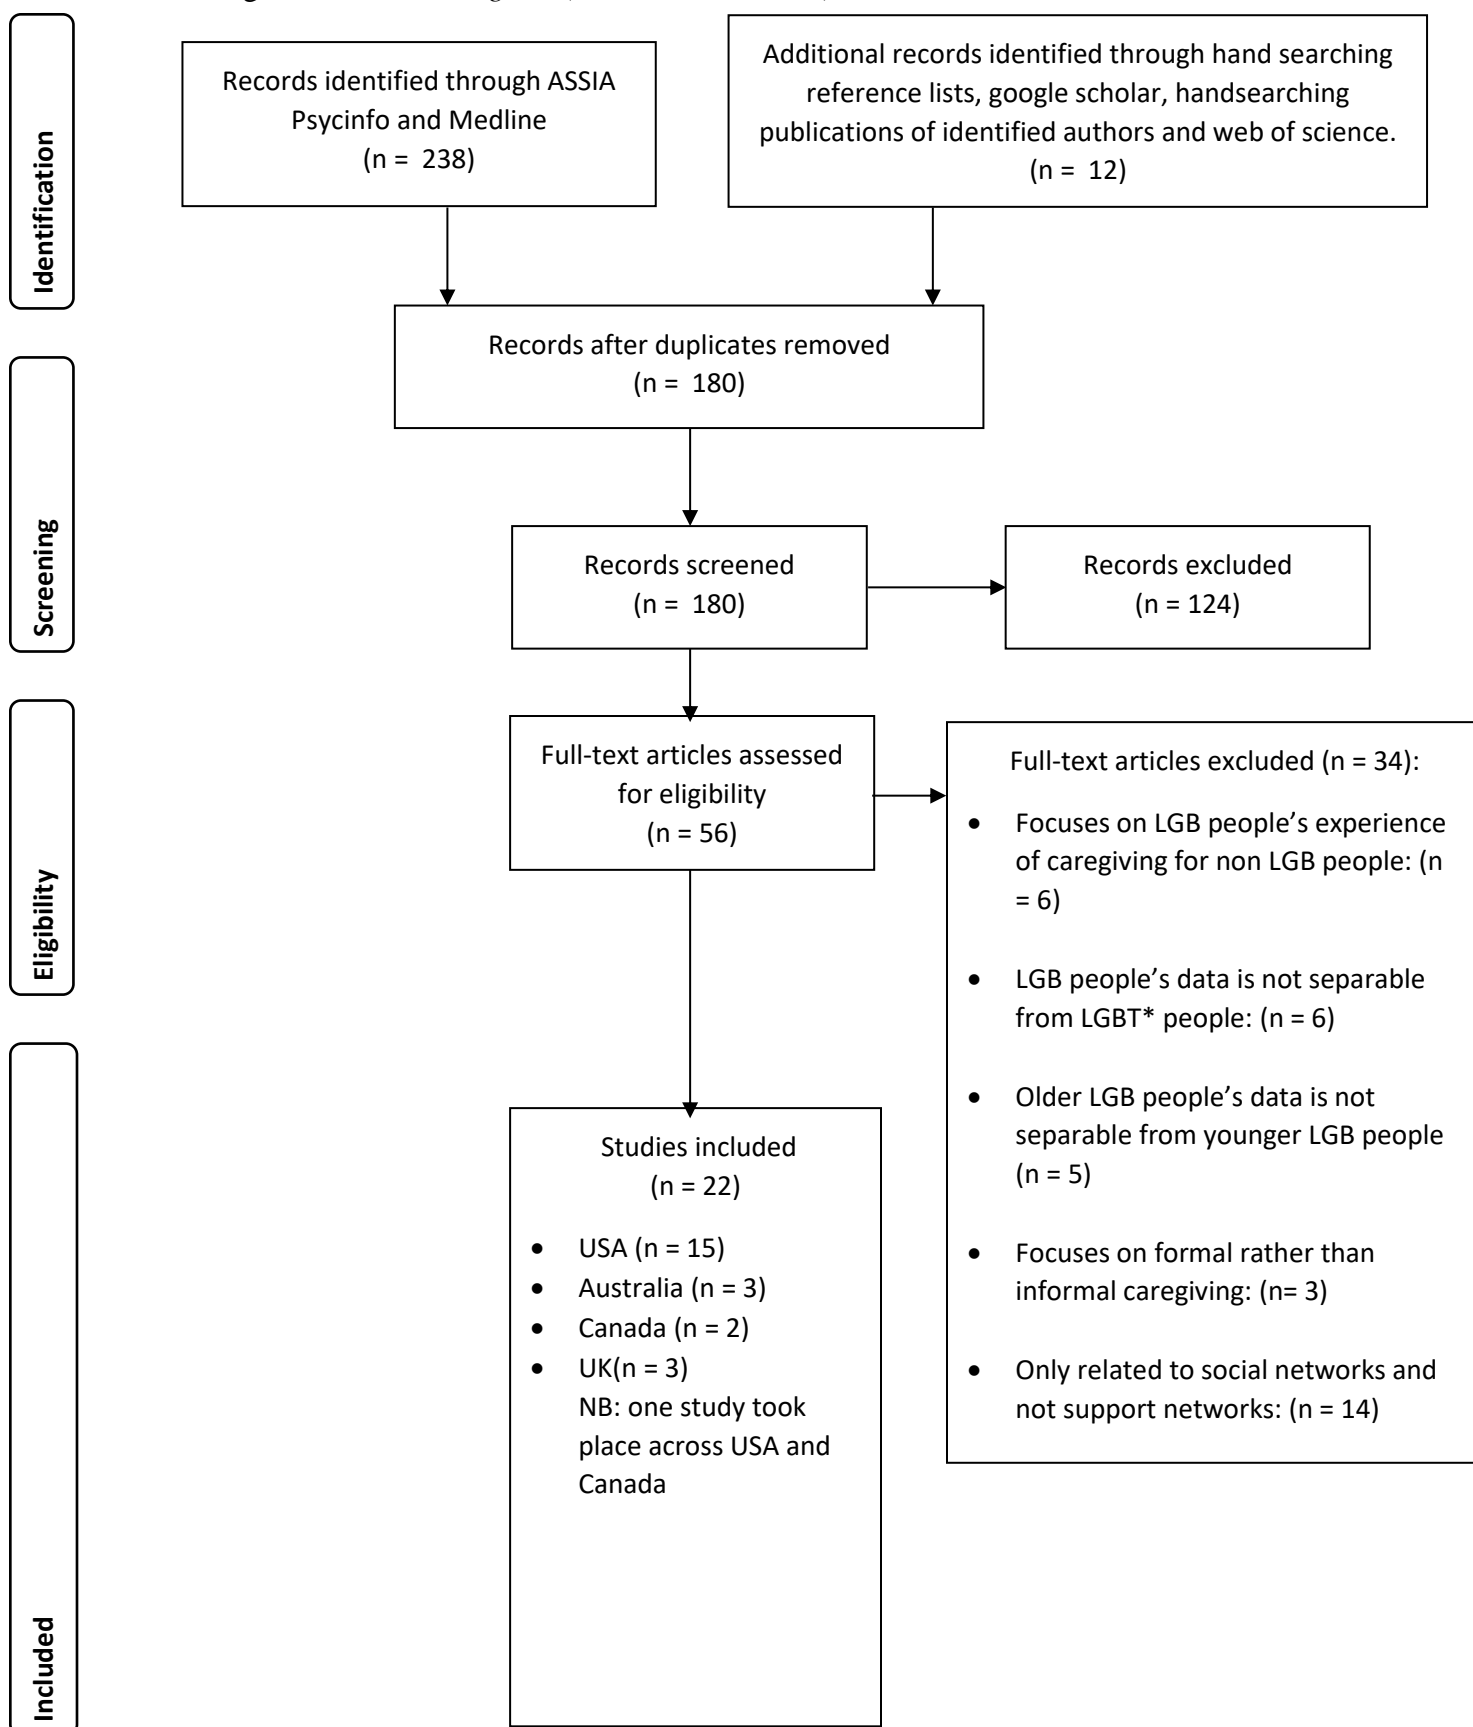 Identification
Records identified through ASSIA
Psycinfo and Medline
(n = 238)
Additional records identified through hand searching
reference lists, google scholar, handsearching
publications of identified authors and web of science.
(n = 12)
Records after duplicates removed
(n = 180)
Screening
Records screened
(n = 180)
Records excluded
(n = 124)
Eligibility
Full-text articles assessed
for eligibility
(n = 56)
Full-text articles excluded (n = 34):
• Focuses on LGB people’s experience
of caregiving for non LGB people: (n
= 6)
• LGB people’s data is not separable
from LGBT* people: (n = 6)
• Older LGB people’s data is not
separable from younger LGB people
(n = 5)
• Focuses on formal rather than
informal caregiving: (n= 3)
• Only related to social networks and
not support networks: (n = 14)
Included
Studies included
(n = 22)
• USA (n = 15)
• Australia (n = 3)
• Canada (n = 2)
• UK(n = 3)
NB: one study took
place across USA and
Canada